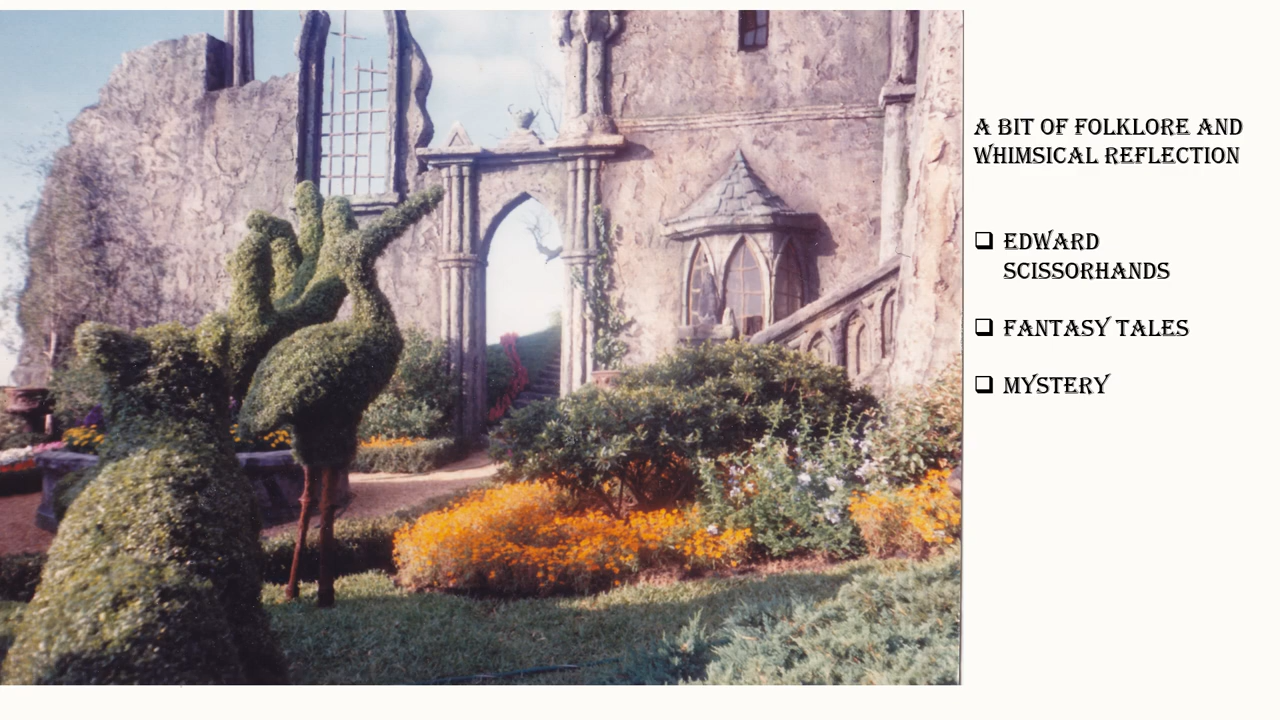 A BIT OF FOLKLORE AND
WHIMSICAL REFLECTION
EDWARD
SCISSORHANDS
FANTASY TALES
MYSTERY